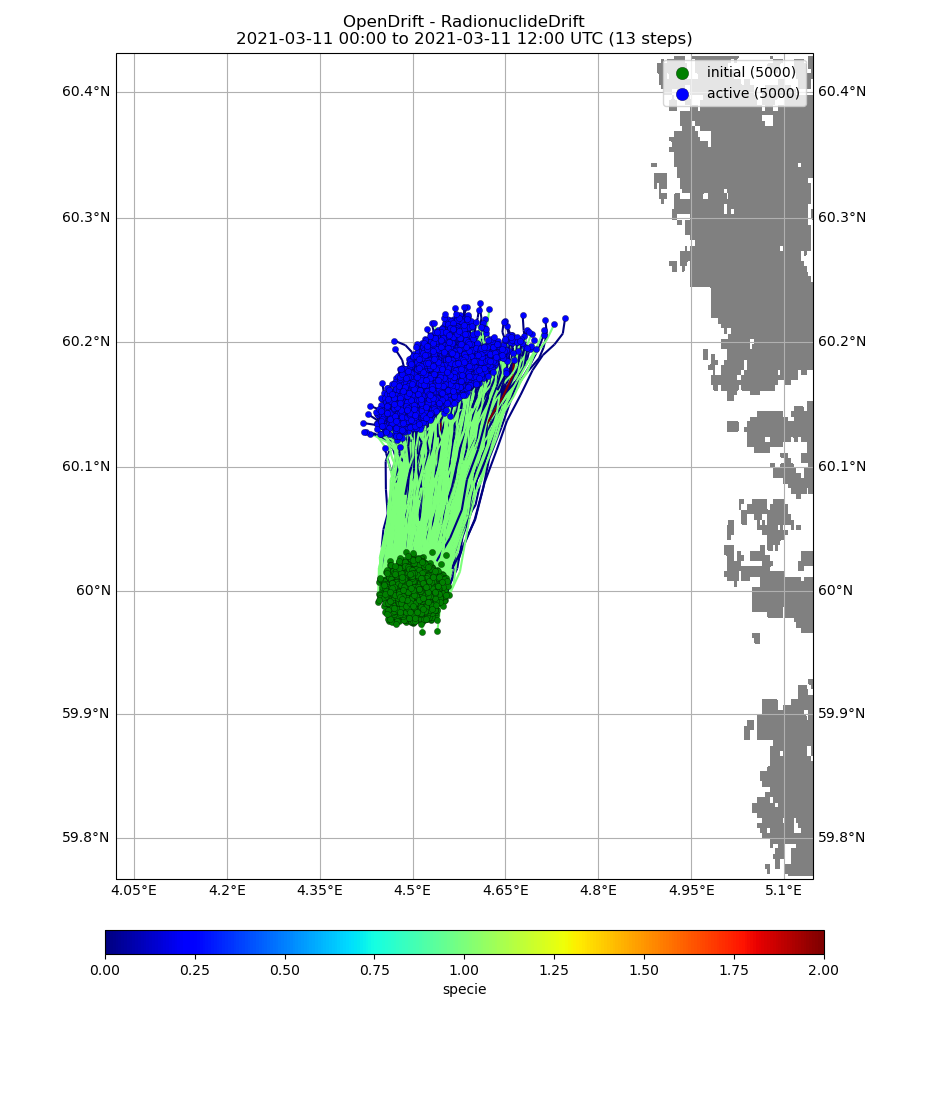 OpenDrift - RadionuclideDrift
2021-03-11 00:00 to 2021-03-11 12:00 UTC (13 steps)
initial (5000)
active (5000)
60.4°N 60.4°N
60.3°N 60.3°N
60.2°N 60.2°N
60.1°N 60.1°N
60°N 60°N
59.9°N 59.9°N
59.8°N 59.8°N
4.05°E 4.2°E 4.35°E 4.5°E 4.65°E 4.8°E 4.95°E 5.1°E
0.00 0.25 0.50 0.75 1.00 1.25 1.50 1.75 2.00
specie